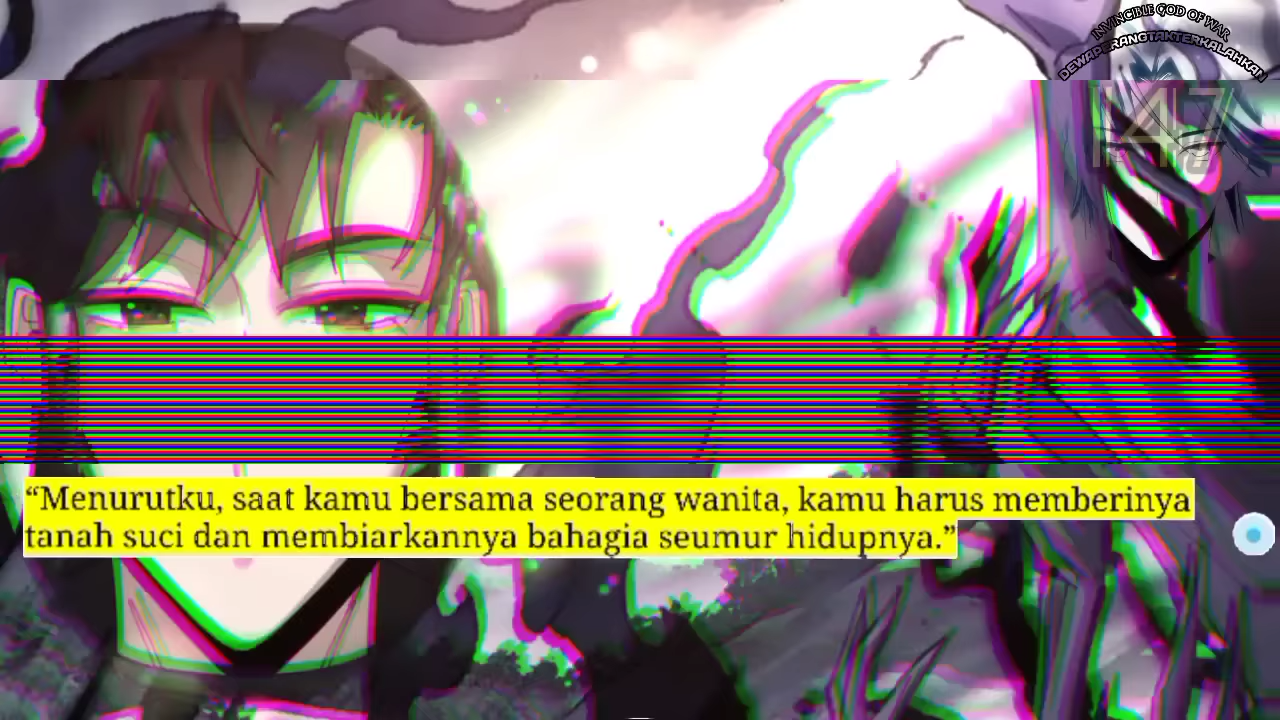 INVINCIBLE GOD OF WAR
DEWAPERANGTAKTERKALAHKAN
147
“Menurutku, saat kamu bersama seorang wanita, kamu harus memberinya
tanah suci dan membiarkannya bahagia seumur hidupnya.”